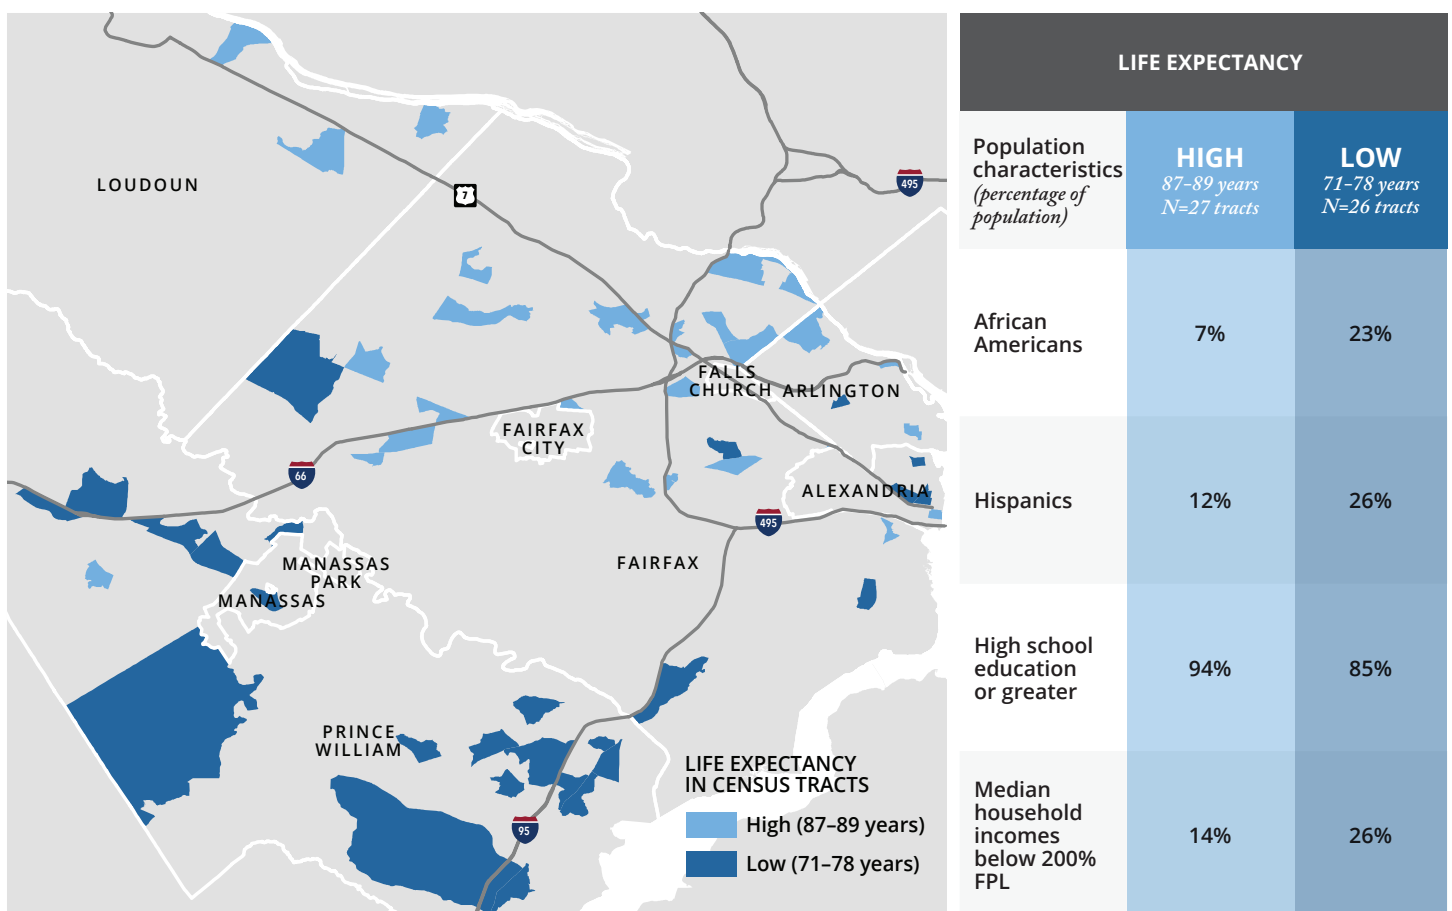 LOUDOUN
7
495
FALLS
CHURCH
ARLINGTON
FAIRFAX
CITY
66
ALEXANDRIA
495
FAIRFAX
MANASSAS
PARK
MANASSAS
PRINCE
WILLIAM
95
LIFE EXPECTANCY
IN CENSUS TRACTS
High (87–89 years)
Low (71–78 years)
LIFE EXPECTANCY
Population
characteristics
(percentage of
population)
HIGH
87–89 years
N=27 tracts
LOW
71–78 years
N=26 tracts
African
Americans
7%
23%
Hispanics
12%
26%
High school
education
or greater
94%
85%
Median
household
incomes
below 200%
FPL
14%
26%